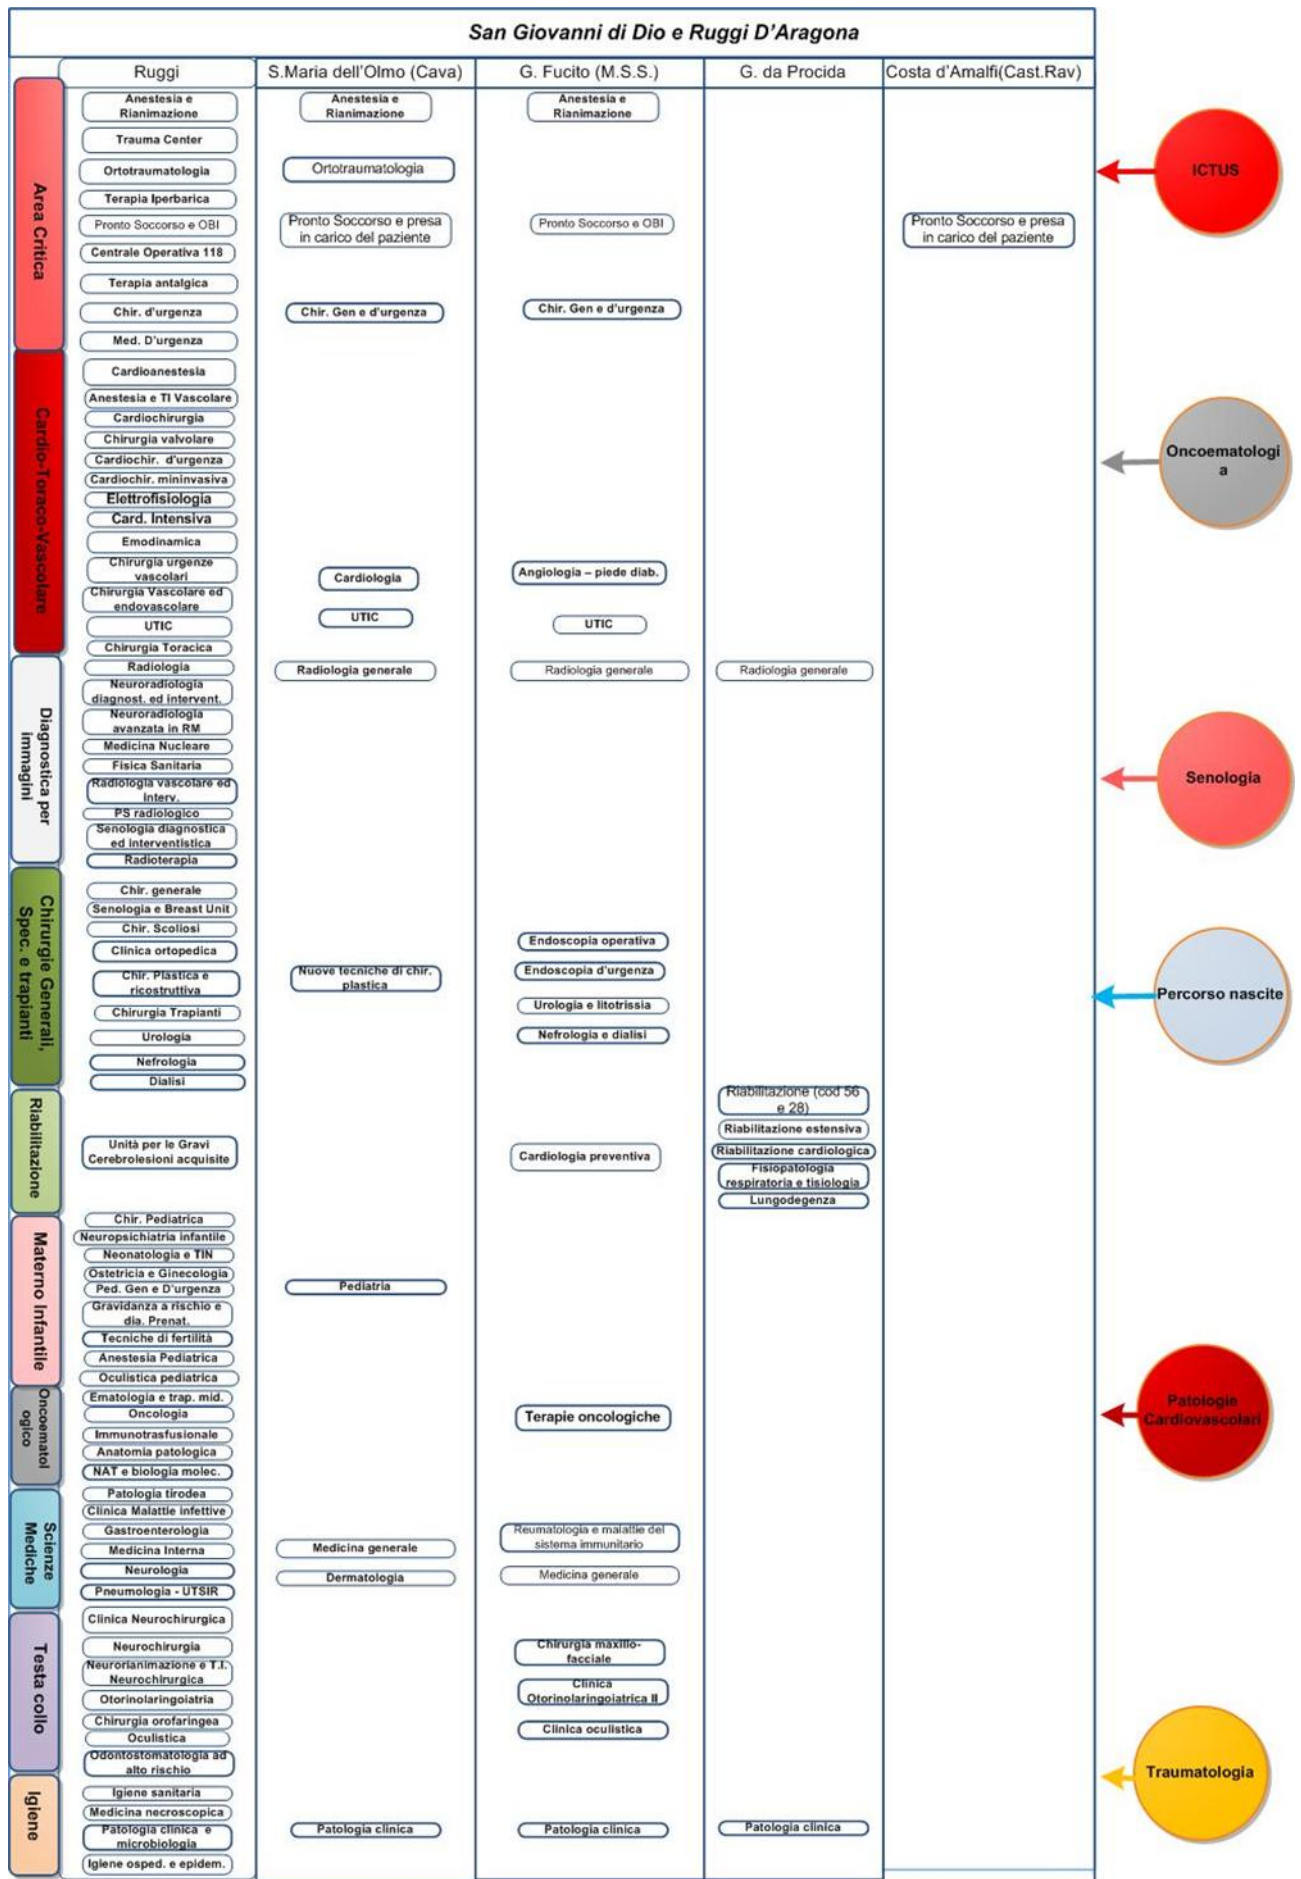 San Giovanni di Dio e Ruggi D'Aragona
Ruggi
S.Maria dell'Olmo (Cava)
G. Fucito (M.S.S.)
G. da Procida
Costa d'Amalfi(Cast.Rav)
Area Critica
Anestesia e
Rianimazione
Trauma Center
Ortotraumatologia
Terapia Iperbarica
Pronto Soccorso e OBI
Centrale Operativa 118
Terapia antalgica
Chir. d'urgenza
Med. D'urgenza
Anestesia e
Rianimazione
Ortotraumatologia
Pronto Soccorso e presa
in carico del paziente
Chir. Gen e d'urgenza
Anestesia e
Rianimazione
Pronto Soccorso e OBI
Chir. Gen e d'urgenza
Pronto Soccorso e presa
in carico del paziente
Cardio-Toraco-Vascolare
Cardioanestesia
Anestesia e TI Vascolare
Cardiochirurgia
Chirurgia valvolare
Cardiochir. d'urgenza
Cardiochir. mininvasiva
Elettrofisiologia
Card. Intensiva
Emodinamica
Chirurgia urgenze
vascolari
Chirurgia Vascolare ed
endovascolare
UTIC
Chirurgia Toracica
Cardiologia
UTIC
Angiologia – piede diab.
UTIC
Diagnostica per
immagini
Radiologia
Neuroradiologia
diagnost. ed intervent.
Neuroradiologia
avanzata in RM
Medicina Nucleare
Fisica Sanitaria
Radiologia vascolare ed
interv.
PS radiologico
Senologia diagnostica
ed interventistica
Radioterapia
Radiologia generale
Radiologia generale
Radiologia generale
Chirurgie Generali,
Spec. e trapianti
Chir. generale
Senologia e Breast Unit
Chir. Scoliosi
Clinica ortopedica
Chir. Plastica e
ricostruttiva
Chirurgia Trapianti
Urologia
Nefrologia
Dialisi
Nuove tecniche di chir.
plastica
Endoscopia operativa
Endoscopia d'urgenza
Urologia e litotrissia
Nefrologia e dialisi
Riabilitazione
Unità per le Gravi
Cerebrolesioni acquisite
Cardiologia preventiva
Riabilitazione (cod 56
e 28)
Riabilitazione estensiva
Riabilitazione cardiologica
Fisiopatologia
respiratoria e tisiologia
Lungodegenza
Materno Infantile
Chir. Pediatrica
Neuropsichiatria infantile
Neonatologia e TIN
Ostetricia e Ginecologia
Ped. Gen e D'urgenza
Gravidanza a rischio e
dia. Prenat.
Tecniche di fertilità
Anestesia Pediatrica
Oculistica pediatrica
Pediatria
Oncoematol
ogico
Ematologia e trap. mid.
Oncologia
Immunotrasfusionale
Anatomia patologica
NAT e biologia molec.
Terapie oncologiche
Scienze
Mediche
Patologia tirodea
Clinica Malattie infettive
Gastroenterologia
Medicina Interna
Neurologia
Pneumologia - UTSIR
Medicina generale
Dermatologia
Reumatologia e malattie del
sistema immunitario
Medicina generale
Testa collo
Clinica Neurochirurgica
Neurochirurgia
Neurorianimazione e T.I.
Neurochirurgica
Otorinolaringoiatria
Chirurgia orofaringea
Oculistica
Odontostomatologia ad
alto rischio
Chirurgia maxillo-
facciale
Clinica
Otorinolaringoiatrica II
Clinica oculistica
Igiene
Igiene sanitaria
Medicina necroscopica
Patologia clinica e
microbiologia
Igiene osped. e epidem.
Patologia clinica
Patologia clinica
Patologia clinica
ICTUS
Oncoematologi
a
Senologia
Percorso nascite
Patologie
Cardiovascolari
Traumatologia